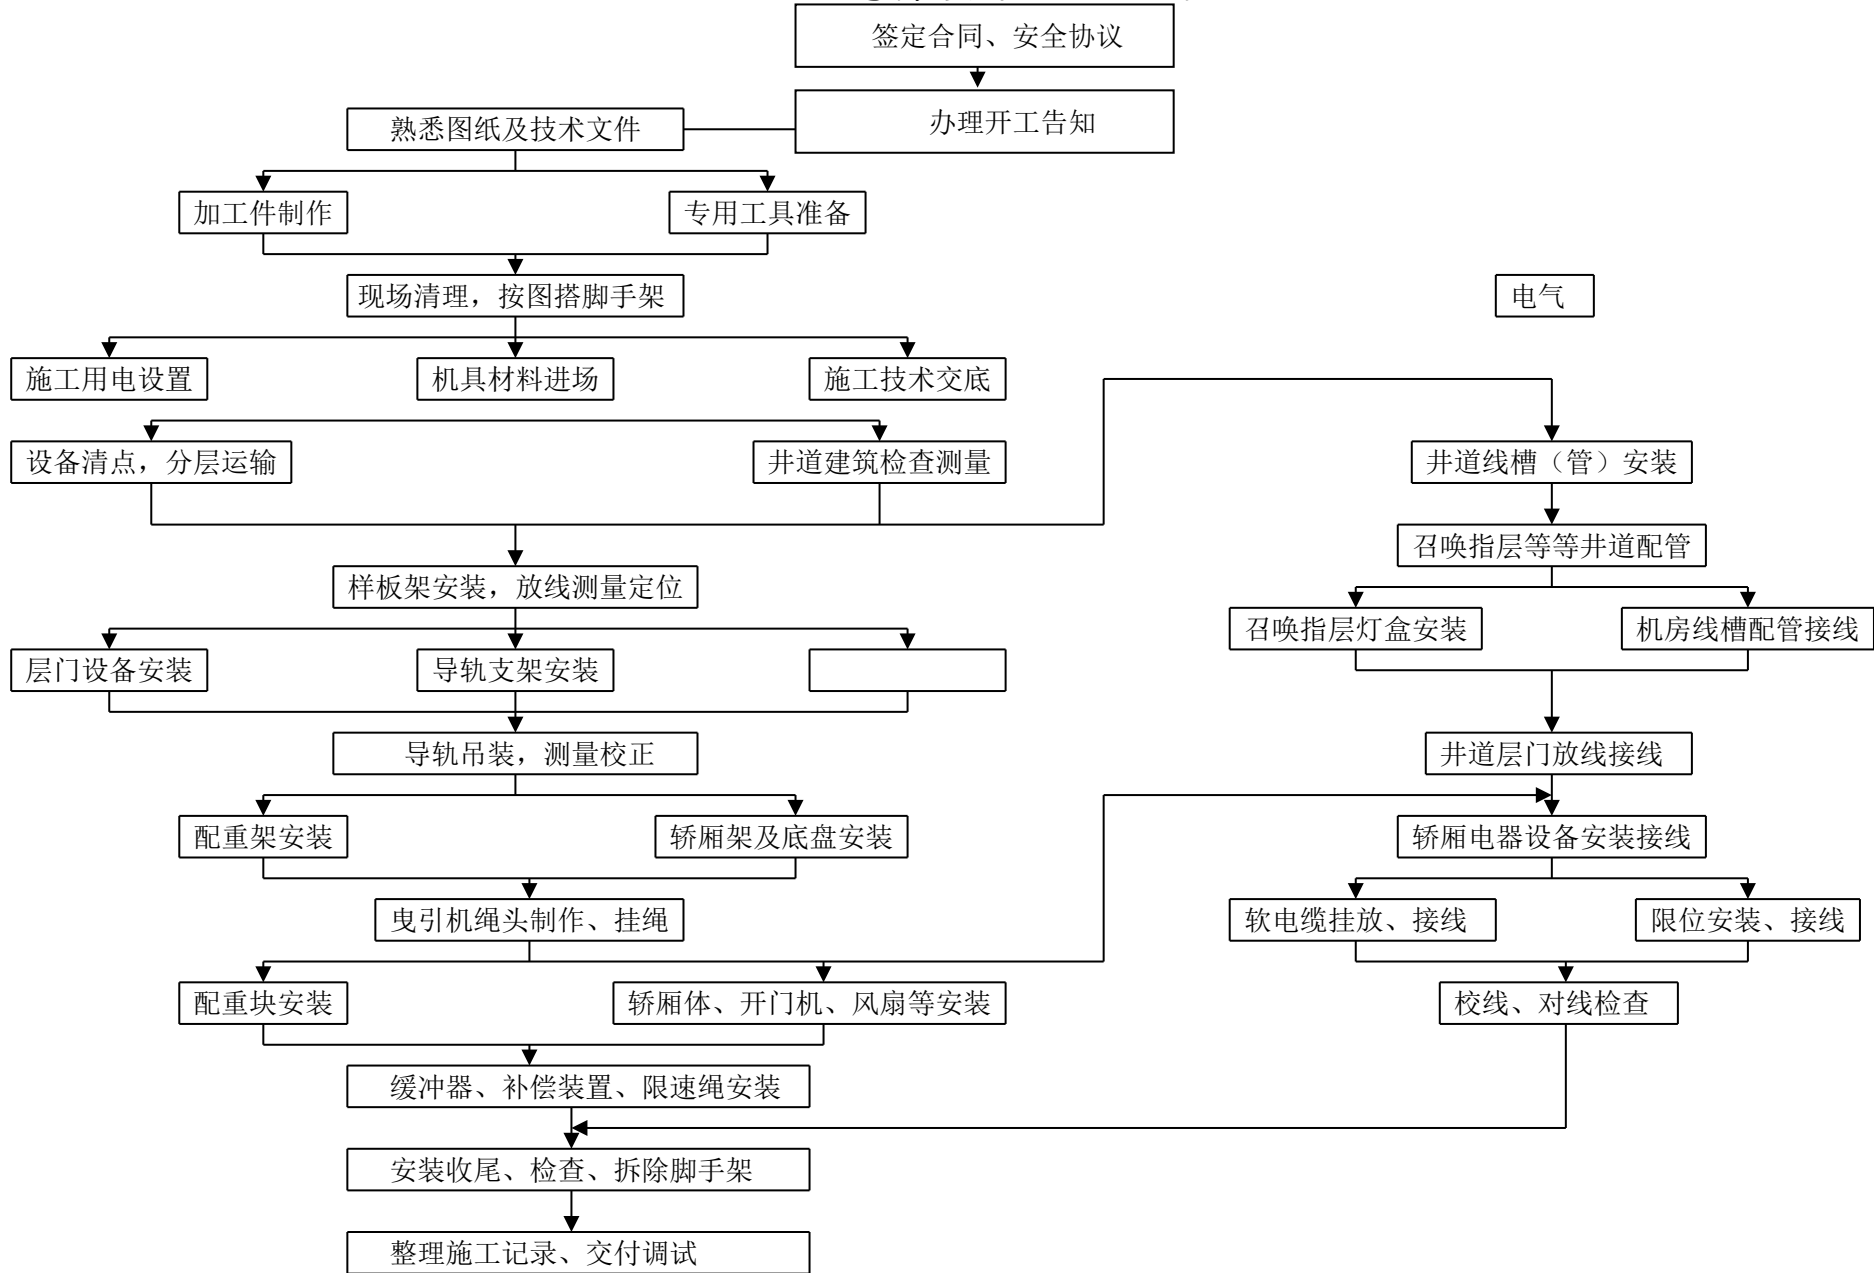 签定合同、安全协议
办理开工告知
熟悉图纸及技术文件
加工件制作
专用工具准备
现场清理，按图搭脚手架
电气
施工用电设置
机具材料进场
施工技术交底
设备清点，分层运输
井道建筑检查测量
井道线槽（管）安装
召唤指层等等井道配管
样板架安装，放线测量定位
召唤指层灯盒安装
机房线槽配管接线
层门设备安装
导轨支架安装
导轨吊装，测量校正
井道层门放线接线
配重架安装
轿厢架及底盘安装
轿厢电器设备安装接线
曳引机绳头制作、挂绳
软电缆挂放、接线
限位安装、接线
配重块安装
轿厢体、开门机、风扇等安装
校线、对线检查
缓冲器、补偿装置、限速绳安装
安装收尾、检查、拆除脚手架
整理施工记录、交付调试